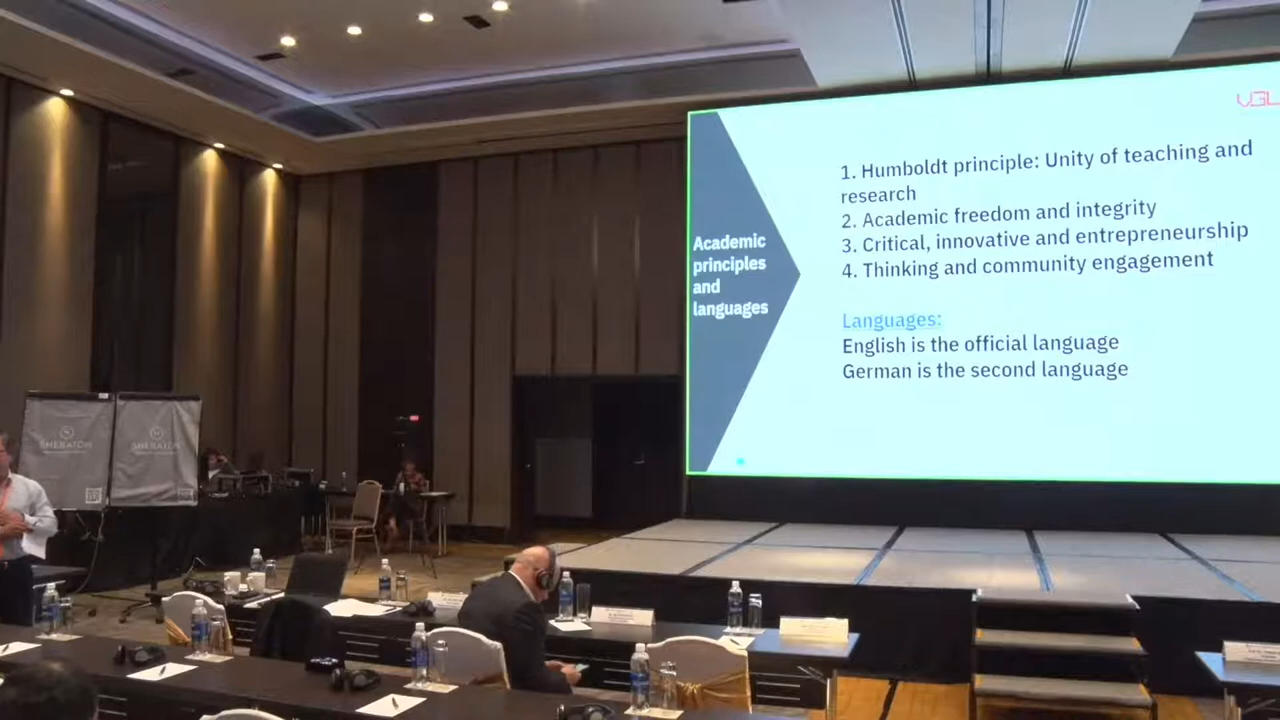 Academic
principles
and
languages
1. Humboldt principle: Unity of teaching and
research
2. Academic freedom and integrity
3. Critical, innovative and entrepreneurship
4. Thinking and community engagement
Languages:
English is the official language
German is the second language
SHERATON
SHERATON